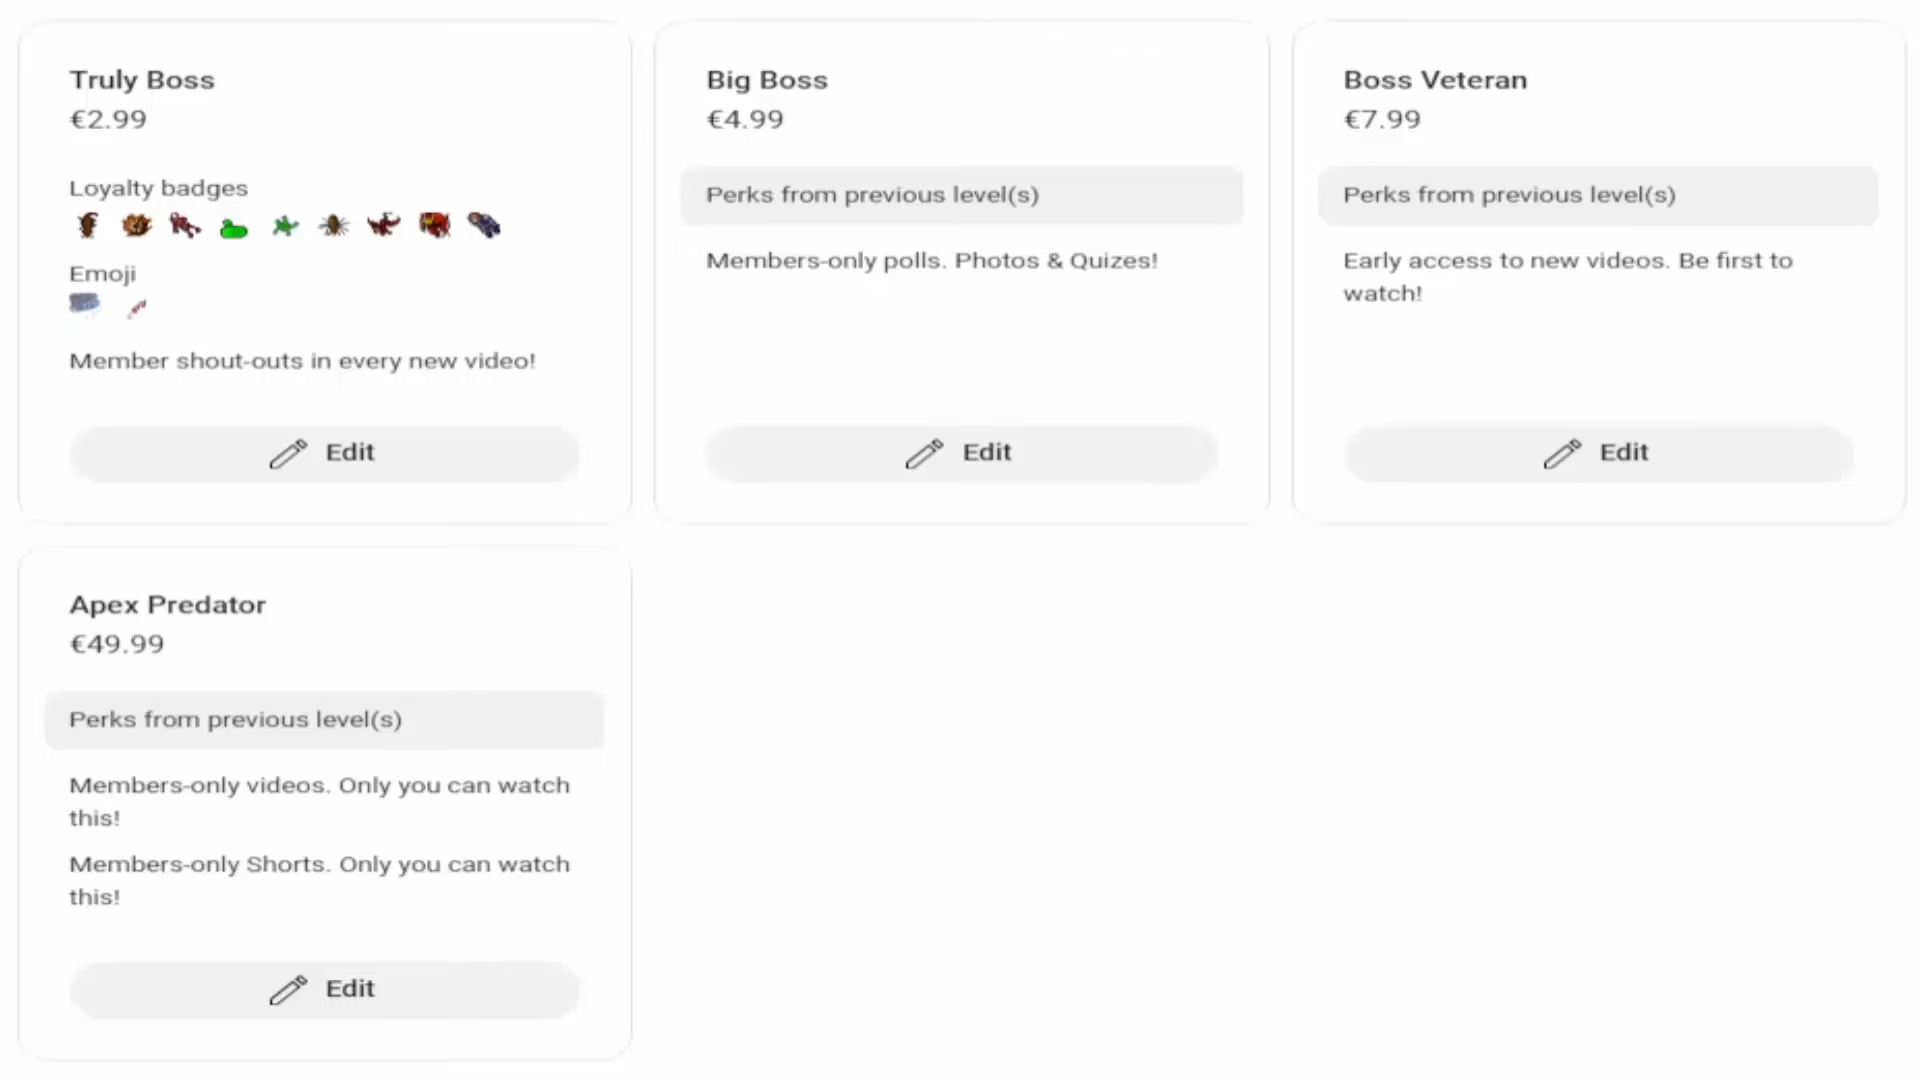 Truly Boss
€2.99
Loyalty badges
Emoji
Member shout-outs in every new video!
Edit
Big Boss
€4.99
Perks from previous level(s)
Members-only polls. Photos & Quizes!
Edit
Boss Veteran
€7.99
Perks from previous level(s)
Early access to new videos. Be first to
watch!
Edit
Apex Predator
€49.99
Perks from previous level(s)
Members-only videos. Only you can watch
this!
Members-only Shorts. Only you can watch
this!
Edit